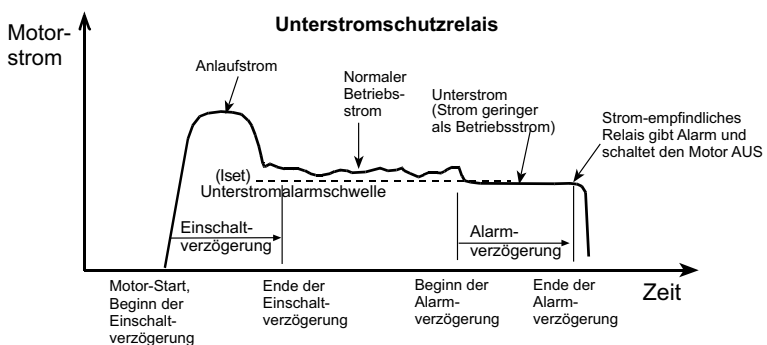 Unterstromschutzrelais
Motor-
strom
Anlaufstrom
Normaler
Betriebs-
strom
Unterstrom
(Strom geringer
als Betriebsstrom)
Strom-empfindliches
Relais gibt Alarm und
schaltet den Motor AUS
(Iset)
Unterstromalarmschwelle
Einschalt-
verzögerung
Alarm-
verzögerung
Motor-Start,
Beginn der
Einschalt-
verzögerung
Ende der
Einschalt-
verzögerung
Beginn der
Alarm-
verzögerung
Ende der
Alarm-
verzögerung
Zeit